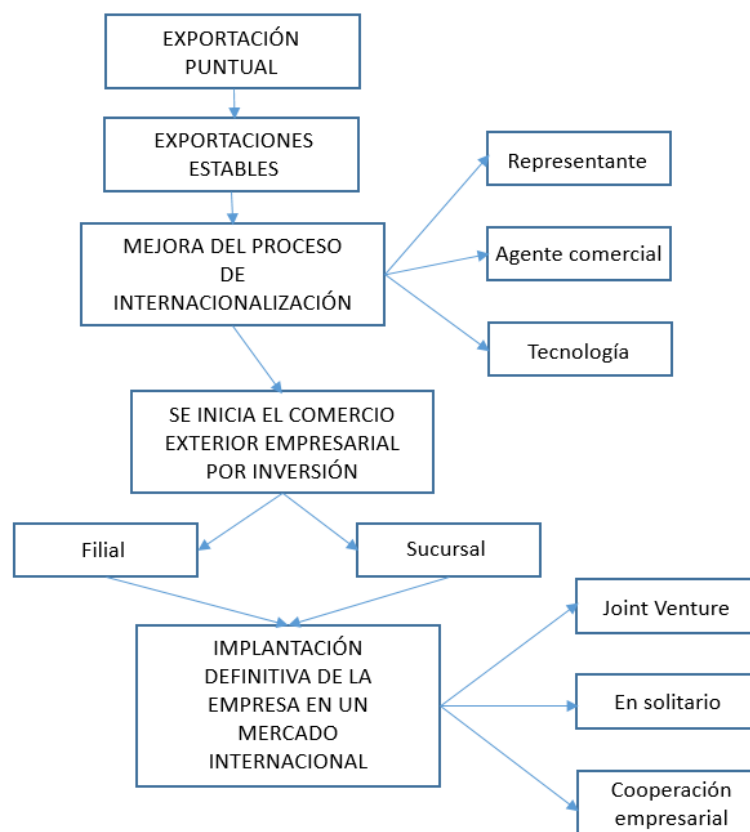 EXPORTACIÓN
PUNTUAL
EXPORTACIONES
ESTABLES
MEJORA DEL PROCESO
DE
INTERNACIONALIZACIÓN
Representante
Agente comercial
Tecnología
SE INICIA EL COMERCIO
EXTERIOR EMPRESARIAL
POR INVERSIÓN
Filial
Sucursal
IMPLANTACIÓN
DEFINITIVA DE LA
EMPRESA EN UN
MERCADO
INTERNACIONAL
Joint Venture
En solitario
Cooperación
empresarial